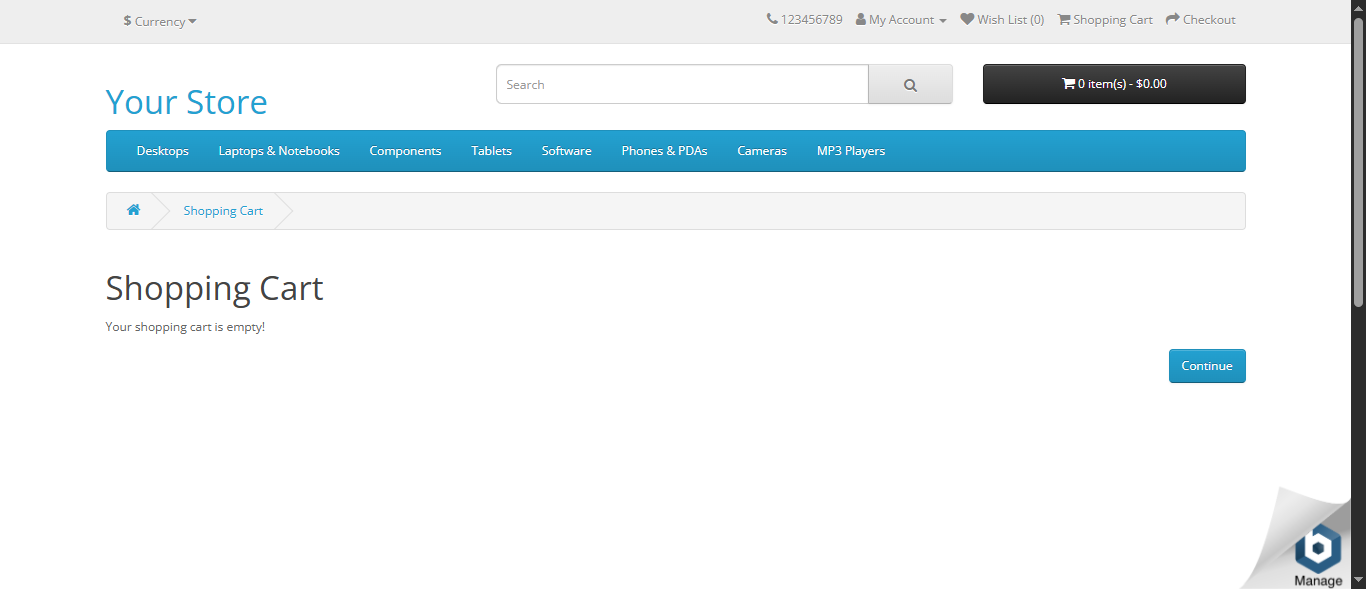 $ Currency
123456789 My Account Wish List (0) Shopping Cart Checkout
Your Store
Search
0 item(s) - $0.00
Desktops Laptops & Notebooks Components Tablets Software Phones & PDAs Cameras MP3 Players
Shopping Cart
Shopping Cart
Your shopping cart is empty!
Continue
b
Manage